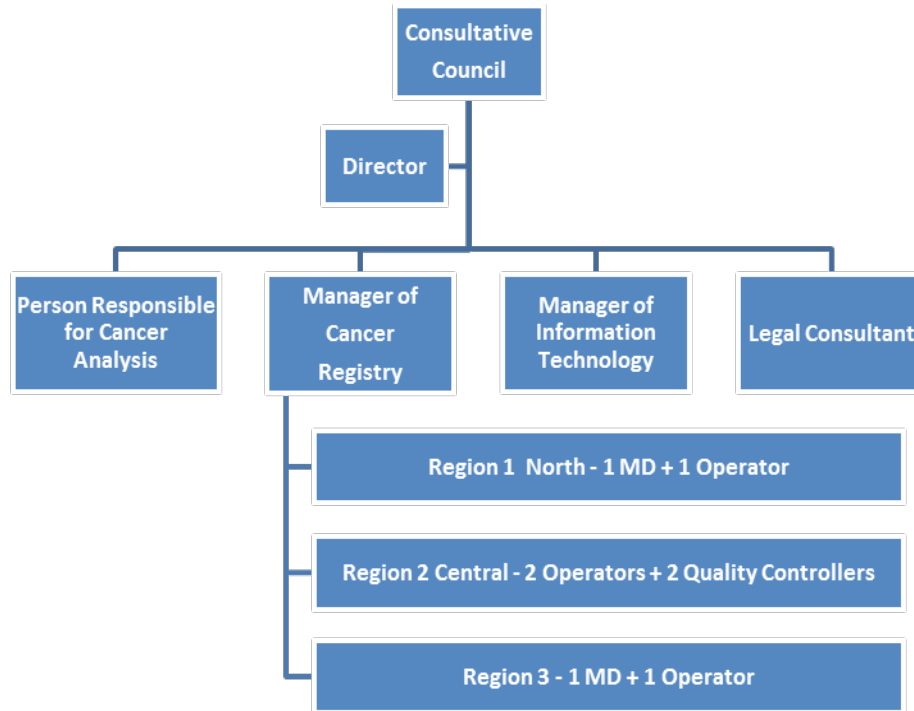 Consultative
Council
Director
Person Responsible
for Cancer
Analysis
Manager of
Cancer
Registry
Manager of
Information
Technology
Legal Consultant
Region 1  North - 1 MD + 1 Operator
Region 2 Central - 2 Operators + 2 Quality Controllers
Region 3 - 1 MD + 1 Operator